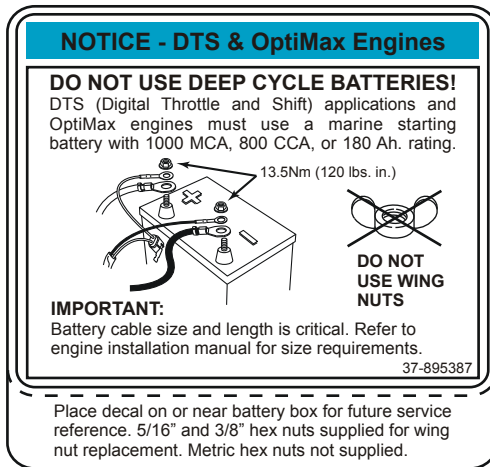 NOTICE - DTS & OptiMax Engines
DO NOT USE DEEP CYCLE BATTERIES!
DTS (Digital Throttle and Shift) applications and
OptiMax engines must use a marine starting
battery with 1000 MCA, 800 CCA, or 180 Ah. rating.
13.5Nm (120 lbs. in.)
DO NOT
USE WING
NUTS
IMPORTANT:
Battery cable size and length is critical. Refer to
engine installation manual for size requirements.
37-895387
Place decal on or near battery box for future service
reference. 5/16” and 3/8” hex nuts supplied for wing
nut replacement. Metric hex nuts not supplied.